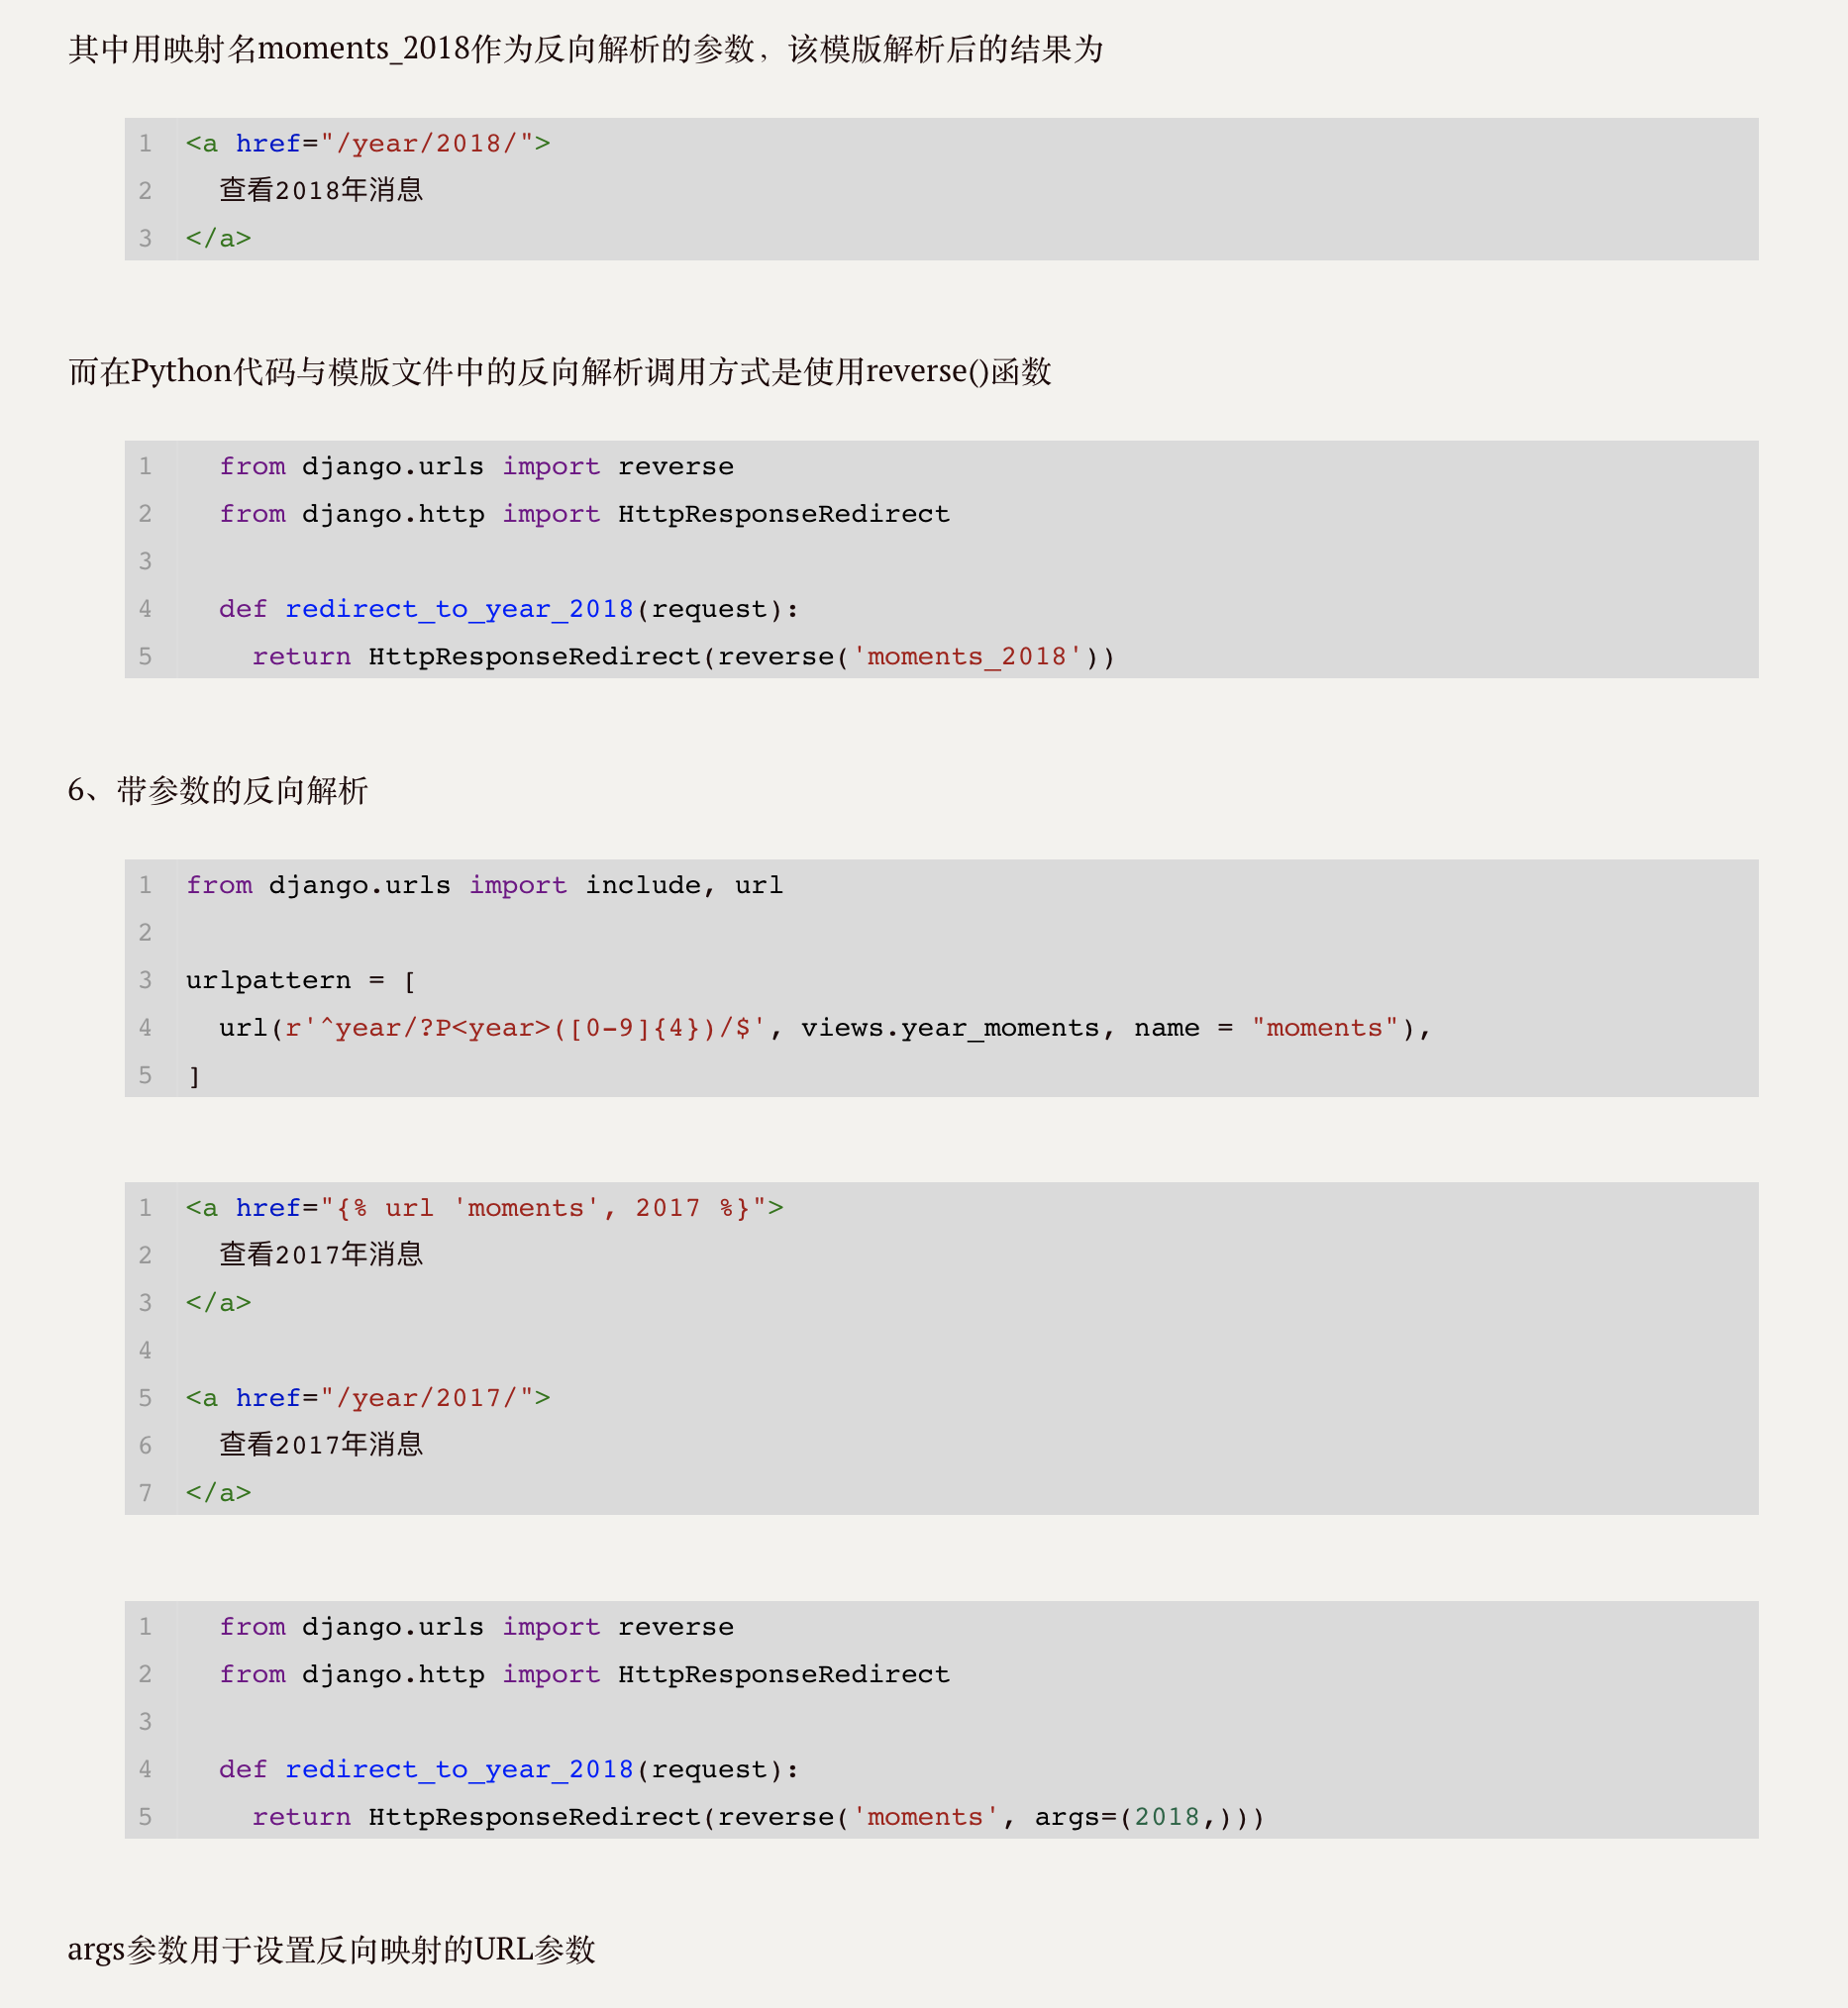 其中用映射名moments_2018作为反向解析的参数，该模版解析后的结果为
1 <a href="/year/2018/">
2   查看2018年消息
3 </a>
而在Python代码与模版文件中的反向解析调用方式是使用reverse()函数
1   from django.urls import reverse
2   from django.http import HttpResponseRedirect
3
4   def redirect_to_year_2018(request):
5     return HttpResponseRedirect(reverse('moments_2018'))
6、带参数的反向解析
1 from django.urls import include, url
2
3 urlpattern = [
4   url(r'^year/?P<year>([0-9]{4})/$', views.year_moments, name = "moments"),
5 ]
1 <a href="{% url 'moments', 2017 %}">
2   查看2017年消息
3 </a>
4
5 <a href="/year/2017/">
6   查看2017年消息
7 </a>
1   from django.urls import reverse
2   from django.http import HttpResponseRedirect
3
4   def redirect_to_year_2018(request):
5     return HttpResponseRedirect(reverse('moments', args=(2018,)))
args参数用于设置反向映射的URL参数